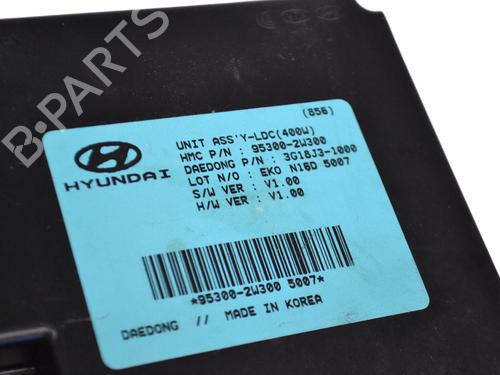 B-PARTS
(856)
HYUNDAI
UNIT ASS'Y-LDC(400W)
HMC P/N : 95300-2W300
DAEDONG P/N : 3G18J3-1000
LOT N/O : EKO N16D 5007
S/W VER : V1.00
H/W VER : V1.00
*95300-2W300 5007*
DAEDONG // MADE IN KOREA